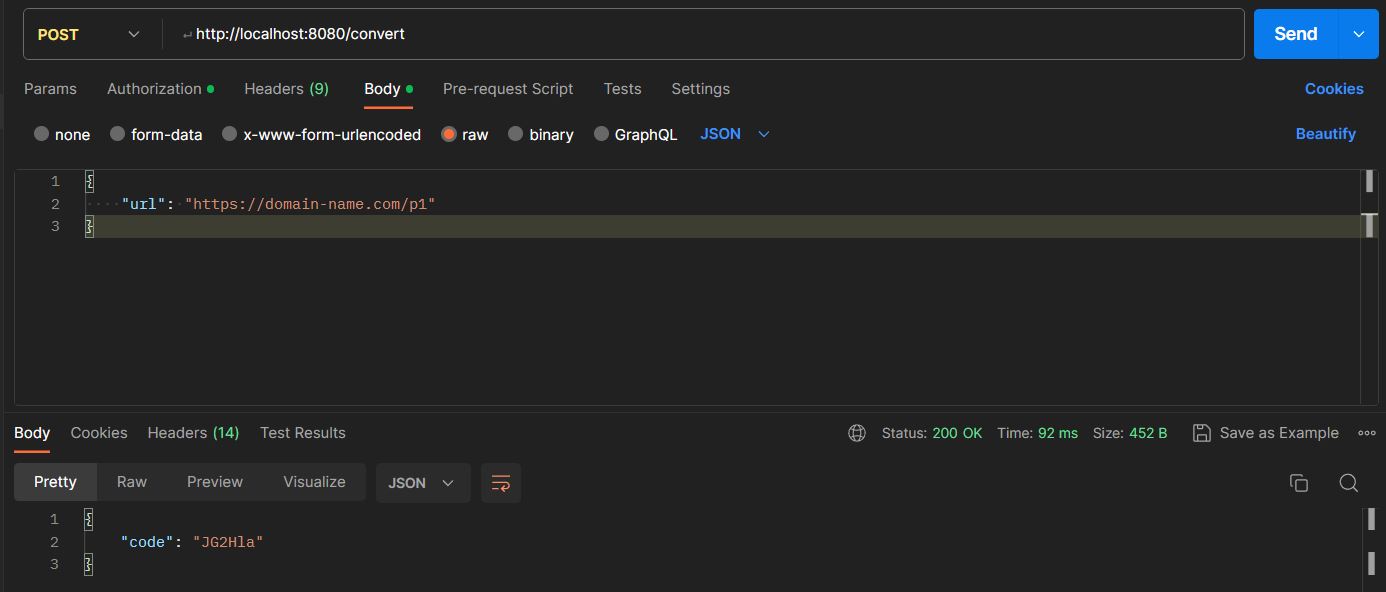 POST http://localhost:8080/convert Send
Params Authorization Headers (9) Body Pre-request Script Tests Settings Cookies
none form-data x-www-form-urlencoded raw binary GraphQL JSON Beautify
1 {
2 "url": "https://domain-name.com/p1"
3 }
Body Cookies Headers (14) Test Results Status: 200 OK Time: 92 ms Size: 452 B Save as Example
Pretty Raw Preview Visualize JSON
1 {
2 "code": "JG2Hla"
3 }